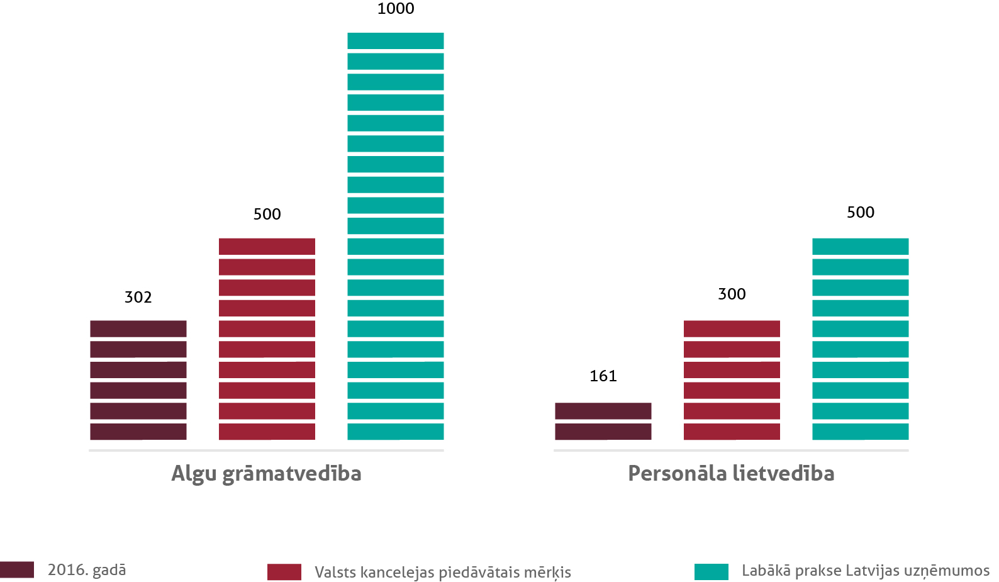 1000
500
302
Algu grāmatvedība
500
300
161
Personāla lietvedība
2016. gadā
Valsts kancelejas piedāvātais mērķis
Labākā prakse Latvijas uzņēmumos